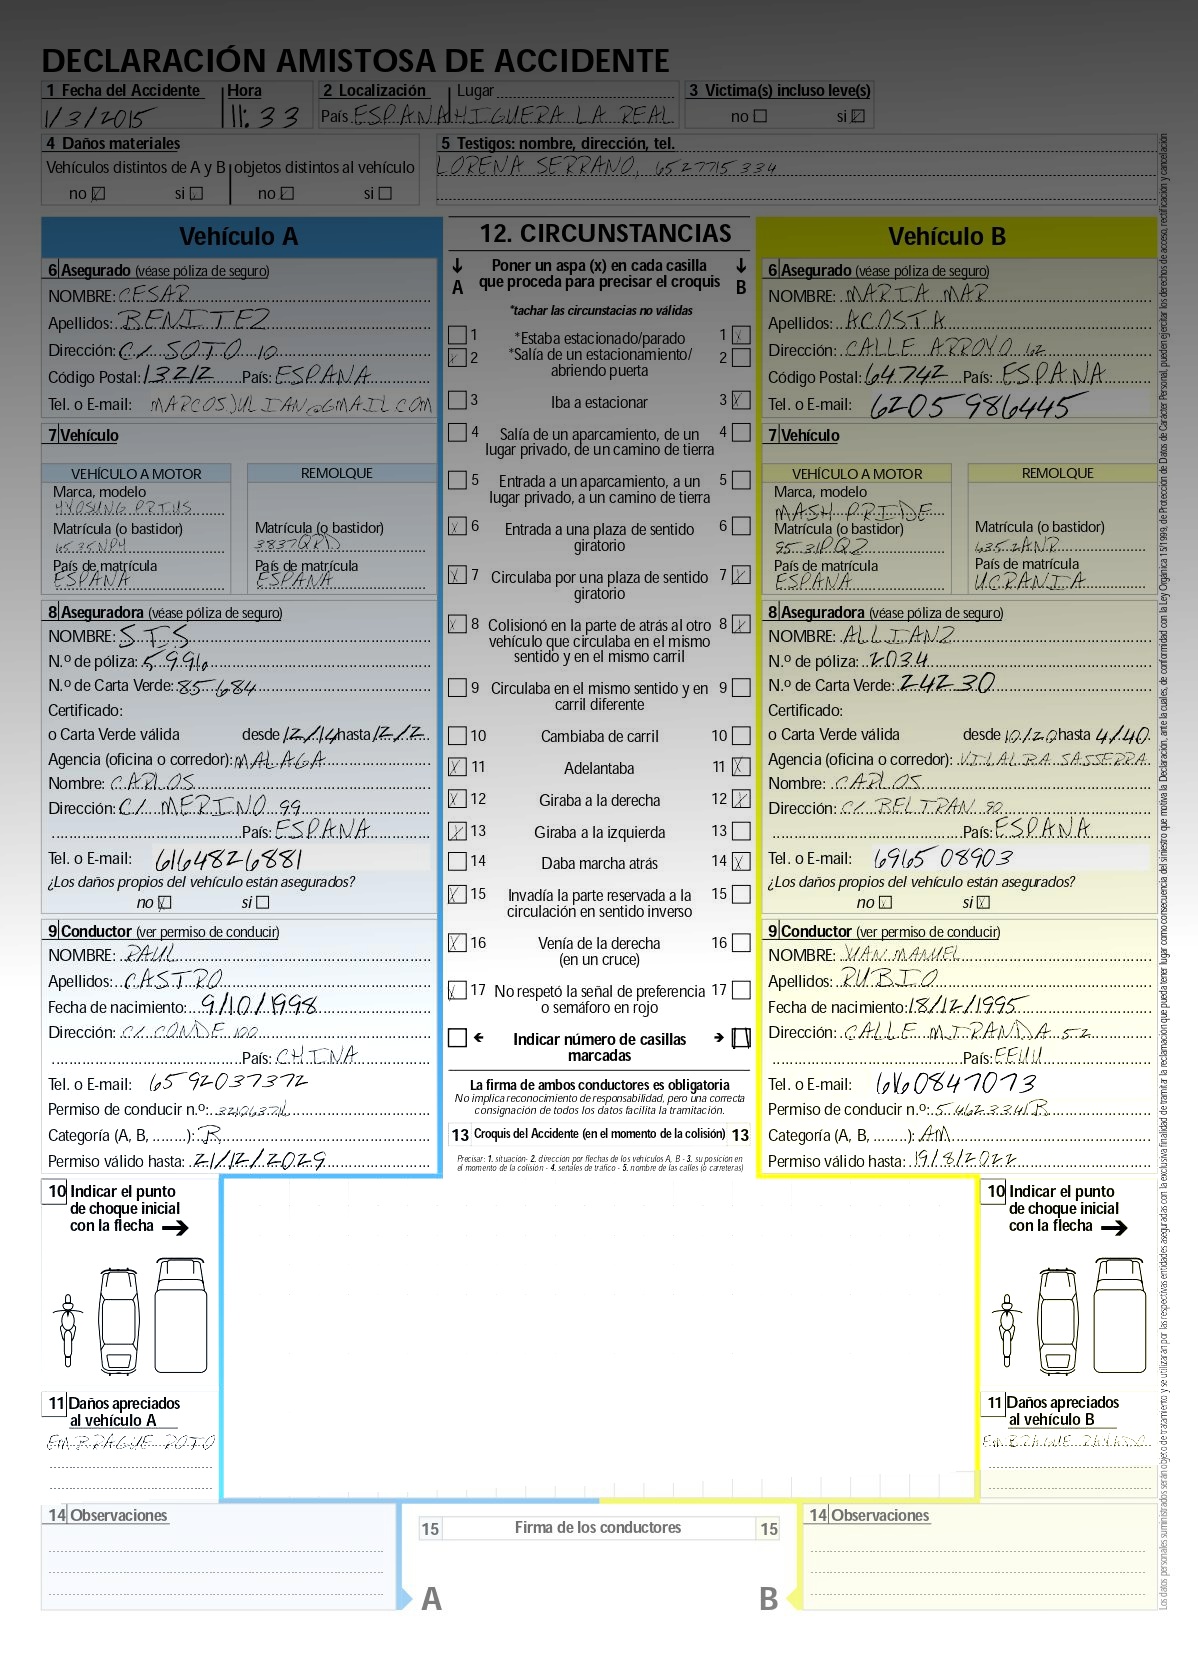 DECLARACIÓN AMISTOSA DE ACCIDENTE
1 Fecha del Accidente Hora 2 Localización Lugar 3 Victima(s) incluso leve(s)
1/3/2015 11:33 País ESPAÑA HIGUERA LA REAL no si
4 Daños materiales 5 Testigos: nombre, dirección, tel.
Vehículos distintos de A y B objetos distintos al vehículo LORENA SERRANO, 652775334
no si no si
Vehículo A
6 Asegurado (véase póliza de seguro)
NOMBRE: CESAR
Apellidos: BENITEZ
Dirección: C/ SOTO 10
Código Postal: 13212 País: ESPAÑA
Tel. o E-mail: MARCOSJULIAN@GMAIL.COM
7 Vehículo
VEHÍCULO A MOTOR REMOLQUE
Marca, modelo
HYOSUNG PRIUS
Matrícula (o bastidor) Matrícula (o bastidor)
6535NPY 3837QRD
País de matrícula País de matrícula
ESPAÑA ESPAÑA
8 Aseguradora (véase póliza de seguro)
NOMBRE: STS
N.º de póliza: 5996
N.º de Carta Verde: 85684
Certificado:
o Carta Verde válida desde 12/14 hasta 12/2
Agencia (oficina o corredor): MALAGA
Nombre: CARLOS
Dirección: C/ MERINO 99
País: ESPAÑA
Tel. o E-mail: 6164826881
¿Los daños propios del vehículo están asegurados?
no si
9 Conductor (ver permiso de conducir)
NOMBRE: RAUL
Apellidos: CASTRO
Fecha de nacimiento: 9/10/1998
Dirección: C/ CONDE 100
País: CHINA
Tel. o E-mail: 6592037372
Permiso de conducir n.º:
Categoría (A, B, ........): B
Permiso válido hasta: 21/12/2029
12. CIRCUNSTANCIAS
A Poner un aspa (x) en cada casilla B
que proceda para precisar el croquis
*tachar las circunstacias no válidas
1 *Estaba estacionado/parado 1
2 *Salía de un estacionamiento/ 2
abriendo puerta
3 Iba a estacionar 3
4 Salía de un aparcamiento, de un 4
lugar privado, de un camino de tierra
5 Entrada a un aparcamiento, a un 5
lugar privado, a un camino de tierra
6 Entrada a una plaza de sentido 6
giratorio
7 Circulaba por una plaza de sentido 7
giratorio
8 Colisionó en la parte de atrás al otro 8
vehículo que circulaba en el mismo
sentido y en el mismo carril
9 Circulaba en el mismo sentido y en 9
carril diferente
10 Cambiaba de carril 10
11 Adelantaba 11
12 Giraba a la derecha 12
13 Giraba a la izquierda 13
14 Daba marcha atrás 14
15 Invadía la parte reservada a la 15
circulación en sentido inverso
16 Venía de la derecha 16
(en un cruce)
17 No respetó la señal de preferencia 17
o semáforo en rojo
Indicar número de casillas
marcadas
La firma de ambos conductores es obligatoria
No implica reconocimiento de responsabilidad, pero una correcta
consignación de todos los datos facilita la tramitación.
13 Croquis del Accidente (en el momento de la colisión) 13
Precisar: 1. situación- 2. dirección por flechas de los vehículos A, B - 3. su posición en
el momento de la colisión - 4. señales de tráfico - 5. nombre de las calles (o carreteras)
Vehículo B
6 Asegurado (véase póliza de seguro)
NOMBRE: MARIA MAR
Apellidos: ACOSTA
Dirección: CALLE ARROYO 62
Código Postal: 64742 País: ESPAÑA
Tel. o E-mail: 6205986445
7 Vehículo
VEHÍCULO A MOTOR REMOLQUE
Marca, modelo
MASH PRIDE
Matrícula (o bastidor) Matrícula (o bastidor)
9531PQZ 6352ANR
País de matrícula País de matrícula
ESPAÑA UCRANIA
8 Aseguradora (véase póliza de seguro)
NOMBRE: ALLIANZ
N.º de póliza: 2034
N.º de Carta Verde: 24230
Certificado:
o Carta Verde válida desde 10/20 hasta 4/40
Agencia (oficina o corredor): VILALBA SASSERRA
Nombre: CARLOS
Dirección: C/ BELTRAN 92
País: ESPAÑA
Tel. o E-mail: 696508903
¿Los daños propios del vehículo están asegurados?
no si
9 Conductor (ver permiso de conducir)
NOMBRE: JUAN MANUEL
Apellidos: RUBIO
Fecha de nacimiento: 18/12/1995
Dirección: CALLE MIRANDA 52
País: EEUU
Tel. o E-mail: 6160847073
Permiso de conducir n.º: 5462334R
Categoría (A, B, ........): AM
Permiso válido hasta: 19/8/2022
10 Indicar el punto
de choque inicial
con la flecha
11 Daños apreciados
al vehículo A
EMBRAGUE ROTO
10 Indicar el punto
de choque inicial
con la flecha
11 Daños apreciados
al vehículo B
EMBRAGUE RAYADO
14 Observaciones
15 Firma de los conductores 15
A B
14 Observaciones
Los datos personales suministrados serán objeto de tratamiento y se utilizaran por las respectivas entidades aseguradas con la exclusiva finalidad de tramitar la reclamación que pueda tener lugar como consecuencia del siniestro que motiva la Declaración, ante la cuales, de conformidad con la Ley Orgánica 15/1999, de Protección de Datos de Carácter Personal, pueden ejercitar los derechos de acceso, rectificación y cancelación